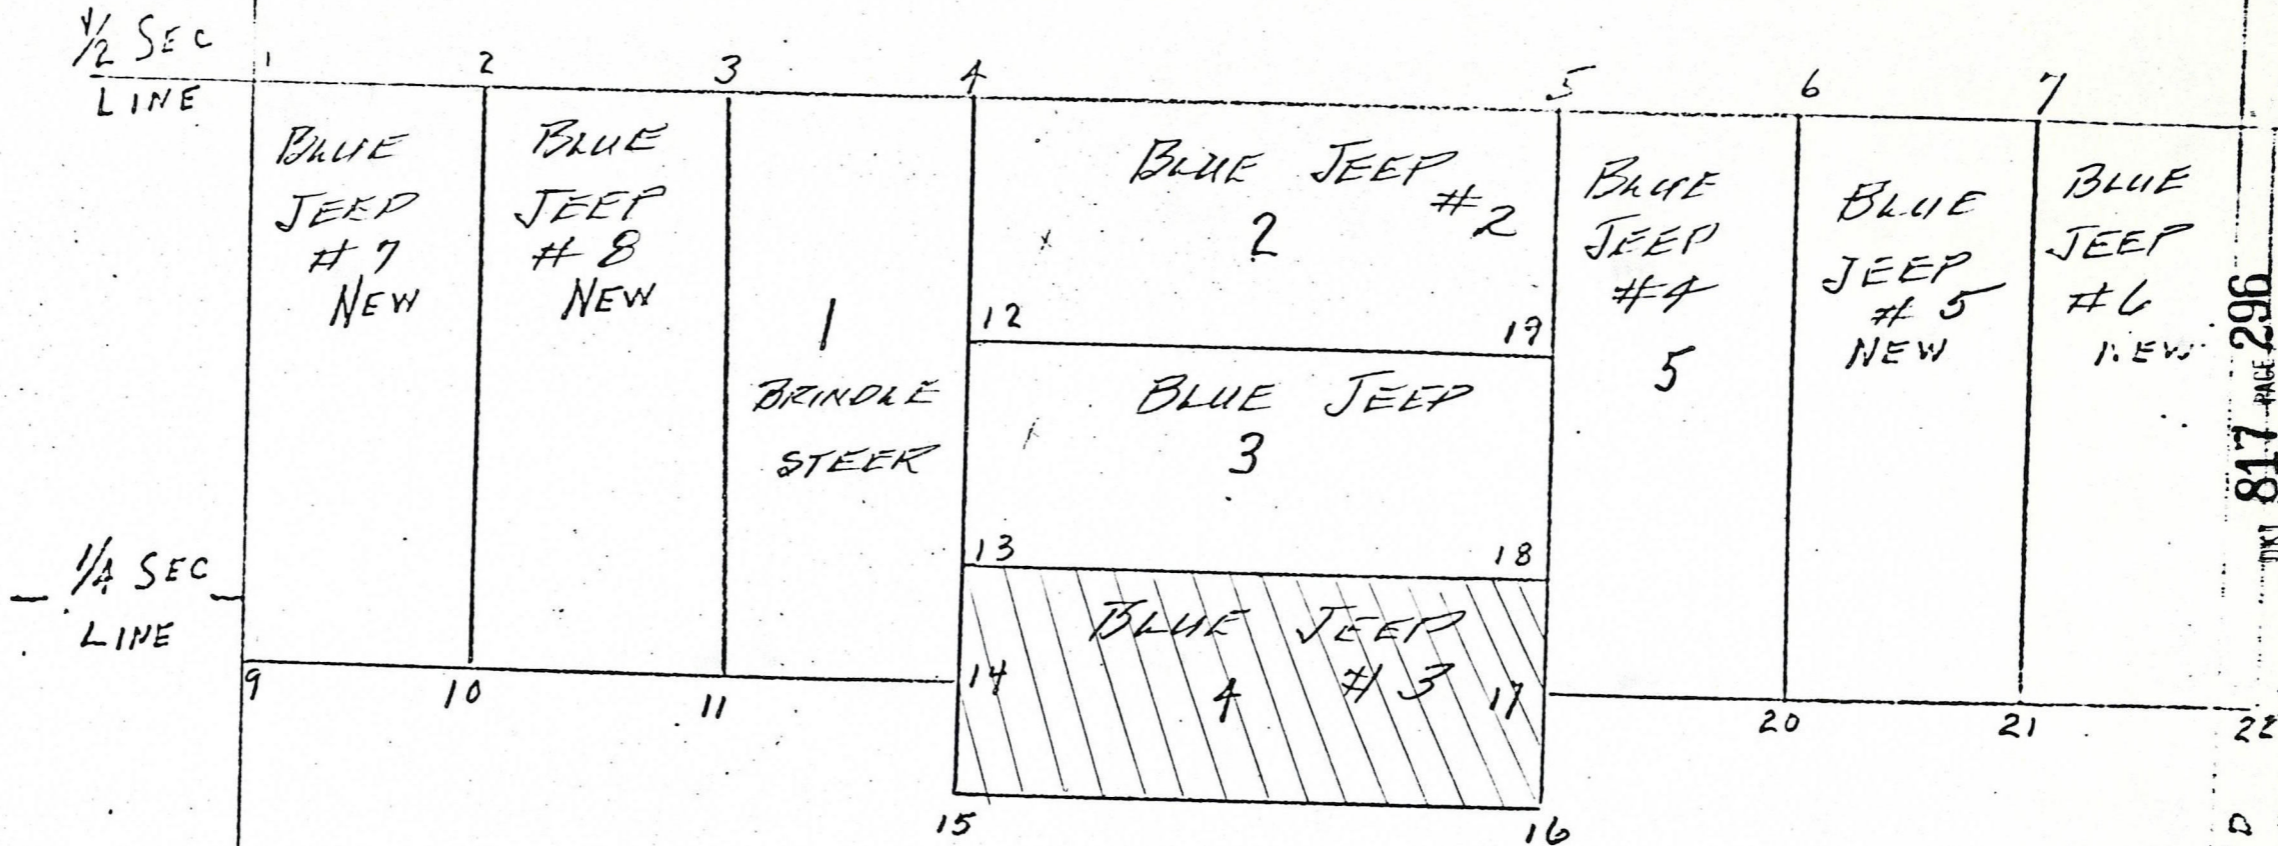 1/2 SEC
LINE
1 2 3 4 5 6 7
BLUE
JEEP
# 7
NEW
BLUE
JEEP
# 8
NEW
1
BRINDLE
STEER
BLUE JEEP # 2
2
12 19
BLUE JEEP
3
13 18
BLUE JEEP
# 3
4
14 17
15 16
BLUE
JEEP
#4
5
BLUE
JEEP
# 5
NEW
BLUE
JEEP
#6
NEW
1/4 SEC
LINE
9 10 11
20 21 22
DKT 817 PAGE 296